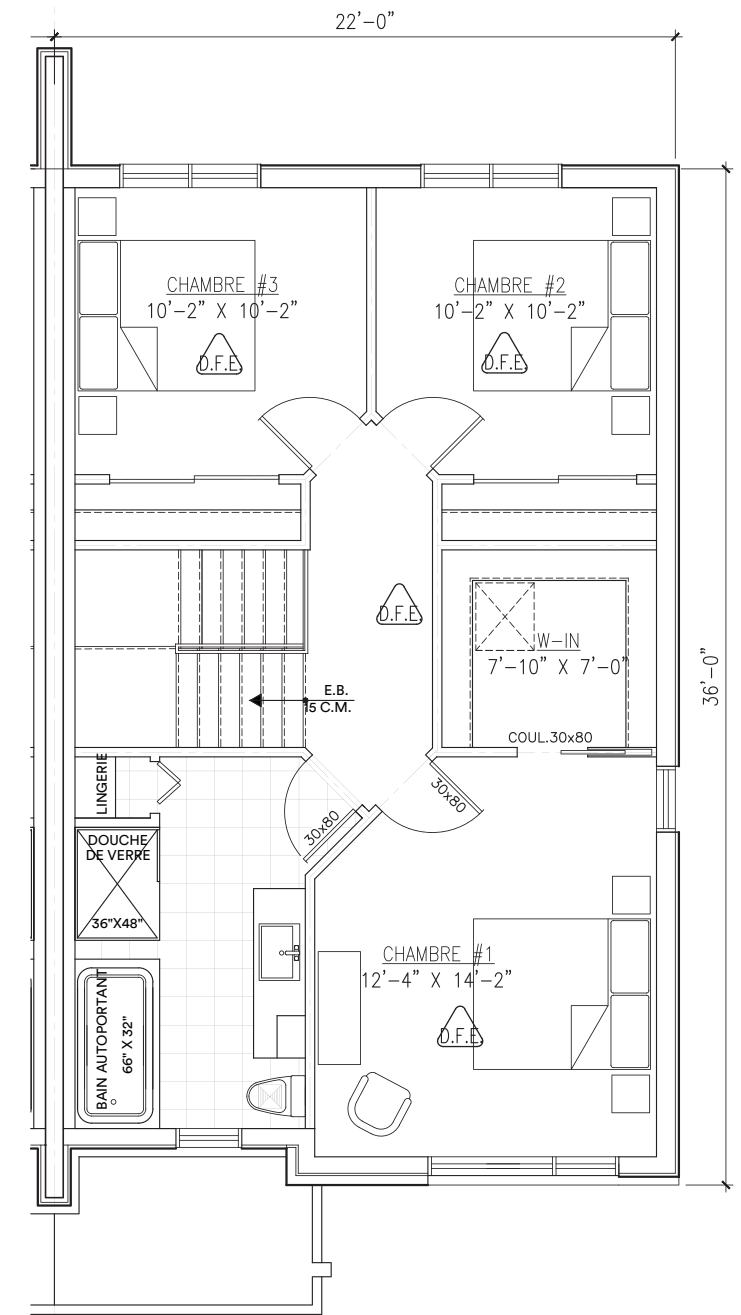 22'-0"
CHAMBRE #3
10'-2" X 10'-2"
D.F.E.
CHAMBRE #2
10'-2" X 10'-2"
D.F.E.
D.F.E.
W-IN
7'-10" X 7'-0"
36'-0"
E.B.
15 C.M.
COUL.30x80
LINGERIE
30x80
30x80
DOUCHE
DE VERRE
36"X48"
CHAMBRE #1
12'-4" X 14'-2"
D.F.E.
BAIN AUTOPORTANT
66" X 32"